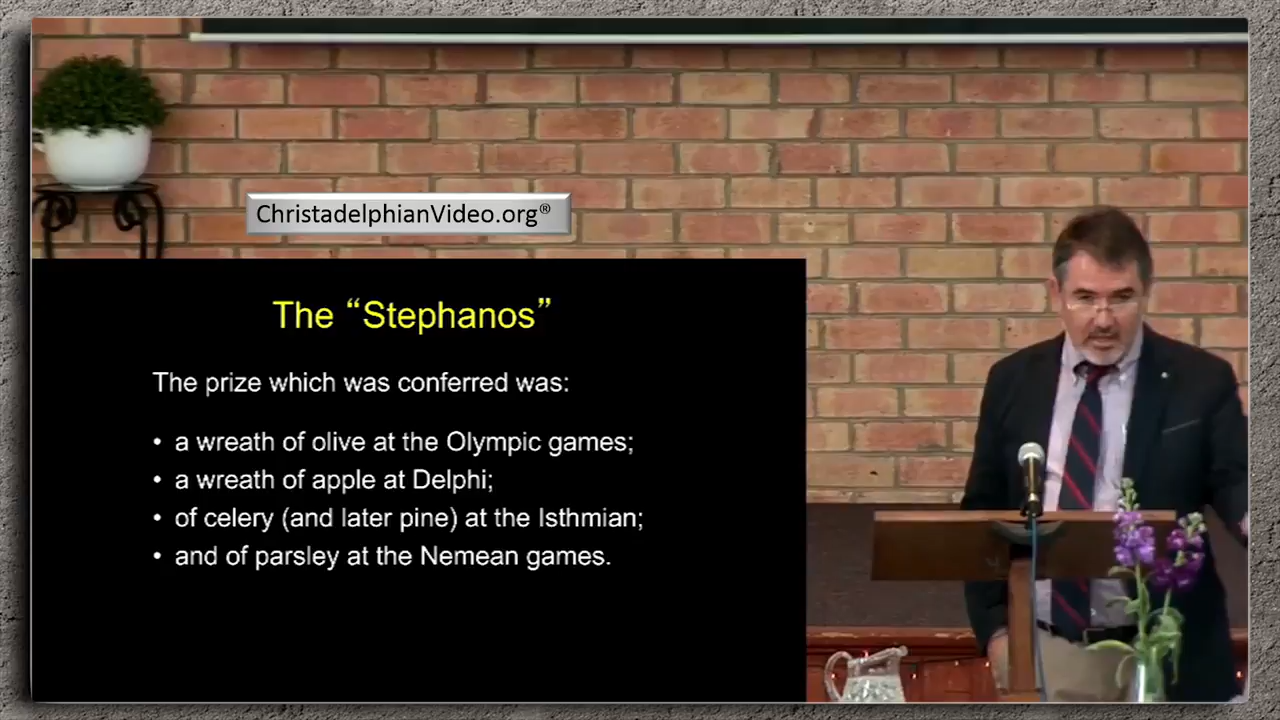 ChristadelphianVideo.org®
The “Stephanos”
The prize which was conferred was:
• a wreath of olive at the Olympic games;
• a wreath of apple at Delphi;
• of celery (and later pine) at the Isthmian;
• and of parsley at the Nemean games.